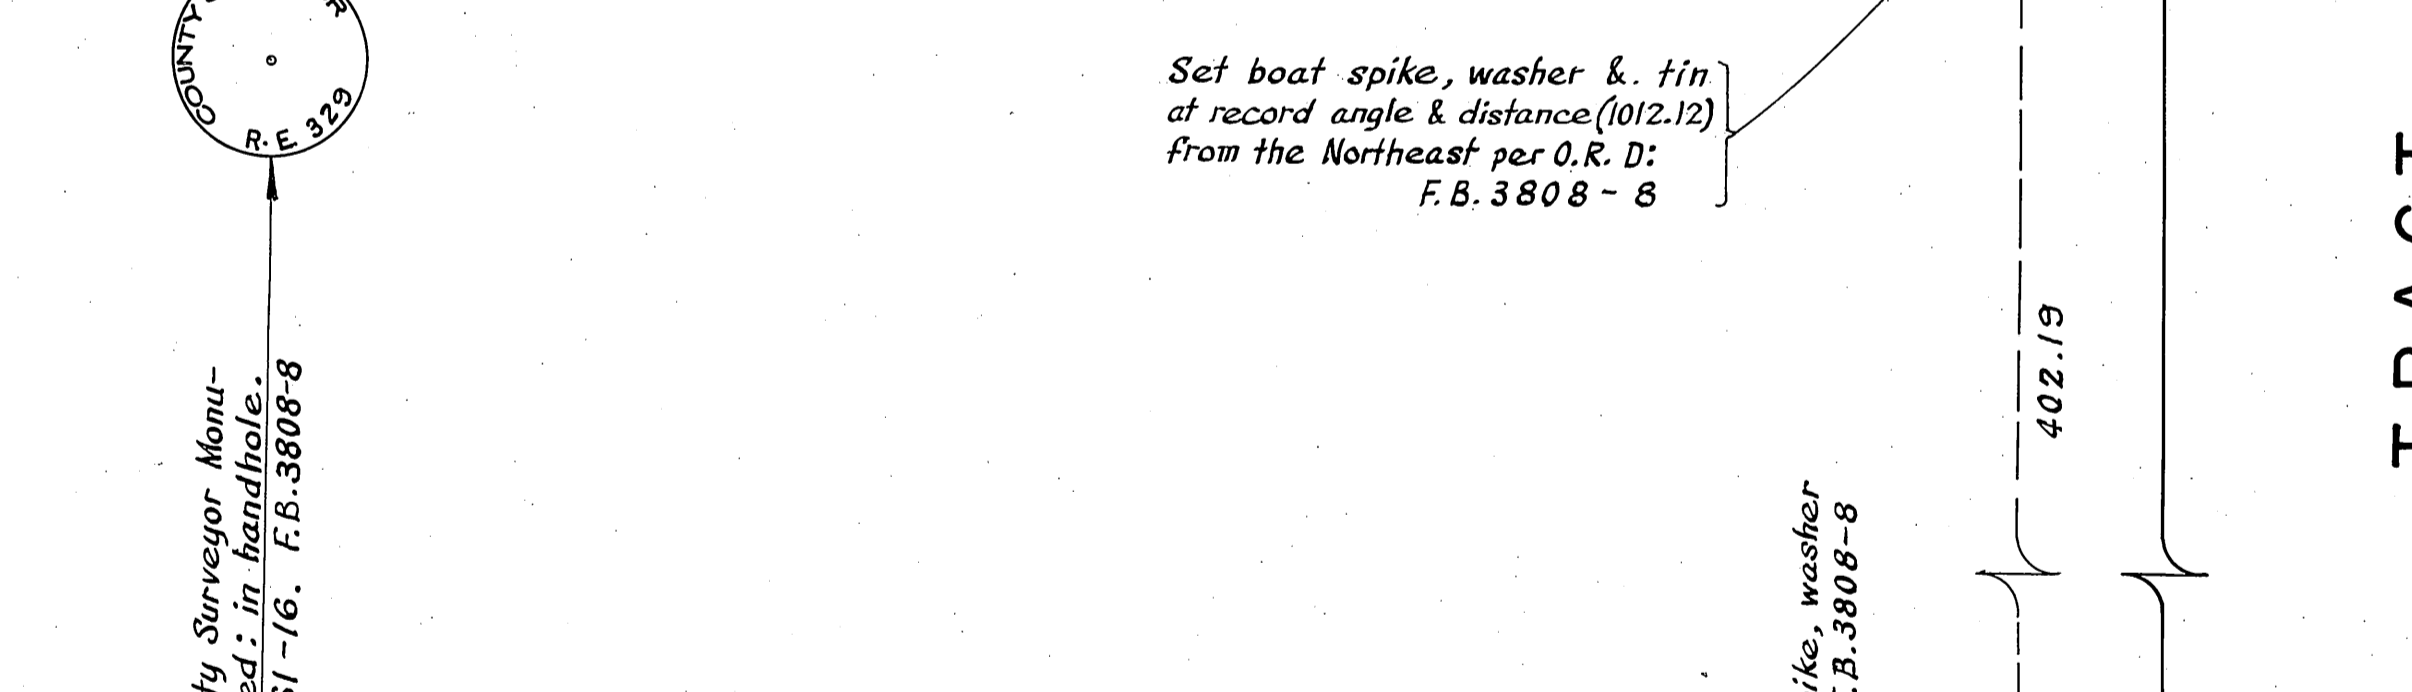 COUNTY
R. E. 329
Surveyor Monu-
: in handhole.
-16. F.B.3808-8
Set boat spike, washer &. tin
at record angle & distance (1012.12)
from the Northeast per O.R. D:
F.B. 3808 - 8
washer
B.3808-8
402.19